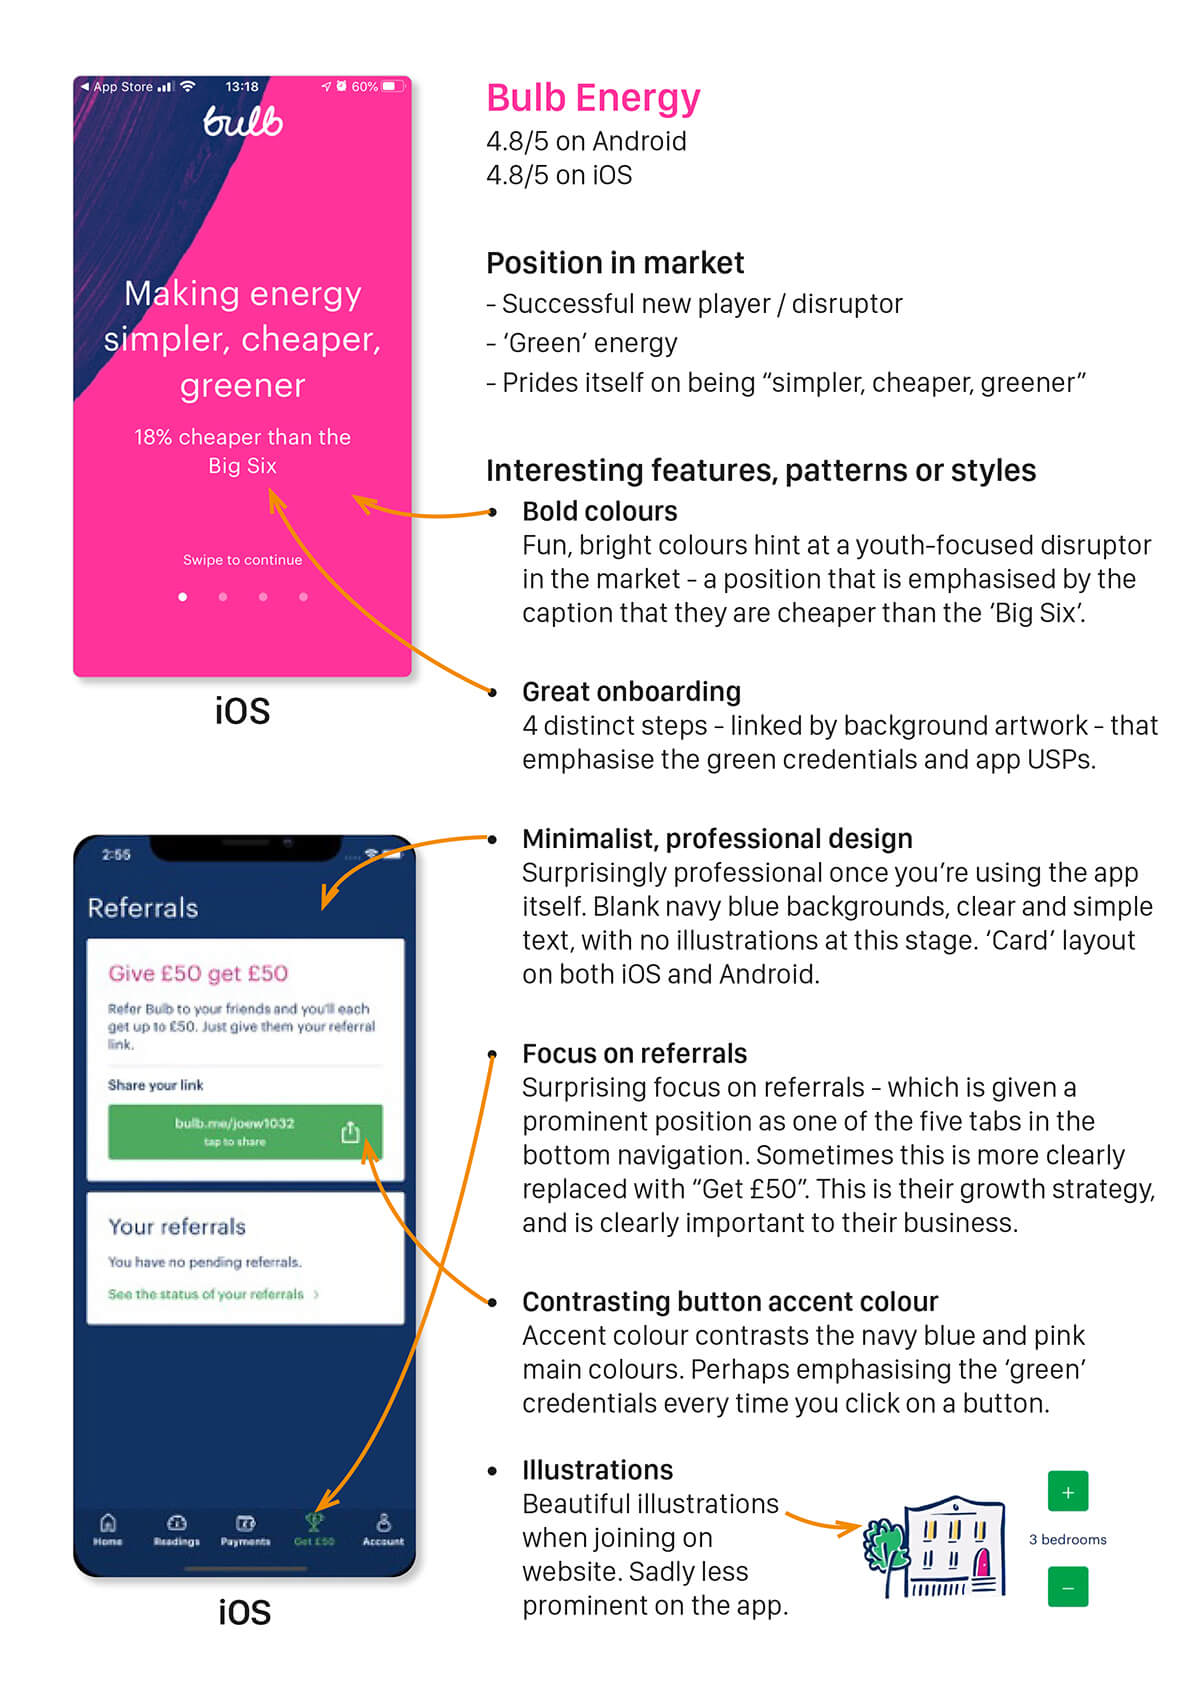 App Store
13:18
60%
bulb
Making energy
simpler, cheaper,
greener
18% cheaper than the
Big Six
Swipe to continue
iOS
Bulb Energy
4.8/5 on Android
4.8/5 on iOS
Position in market
- Successful new player / disruptor
- ‘Green’ energy
- Prides itself on being “simpler, cheaper, greener”
Interesting features, patterns or styles
• Bold colours
Fun, bright colours hint at a youth-focused disruptor
in the market - a position that is emphasised by the
caption that they are cheaper than the ‘Big Six’.
• Great onboarding
4 distinct steps - linked by background artwork - that
emphasise the green credentials and app USPs.
• Minimalist, professional design
Surprisingly professional once you’re using the app
itself. Blank navy blue backgrounds, clear and simple
text, with no illustrations at this stage. ‘Card’ layout
on both iOS and Android.
• Focus on referrals
Surprising focus on referrals - which is given a
prominent position as one of the five tabs in the
bottom navigation. Sometimes this is more clearly
replaced with “Get £50”. This is their growth strategy,
and is clearly important to their business.
• Contrasting button accent colour
Accent colour contrasts the navy blue and pink
main colours. Perhaps emphasising the ‘green’
credentials every time you click on a button.
• Illustrations
Beautiful illustrations
when joining on
website. Sadly less
prominent on the app.
+
3 bedrooms
−
2:55
Referrals
Give £50 get £50
Refer Bulb to your friends and you'll each
get up to £50. Just give them your referral
link.
Share your link
bulb.me/joew1032
tap to share
Your referrals
You have no pending referrals.
See the status of your referrals >
Home
Readings
Payments
Get £50
Account
iOS